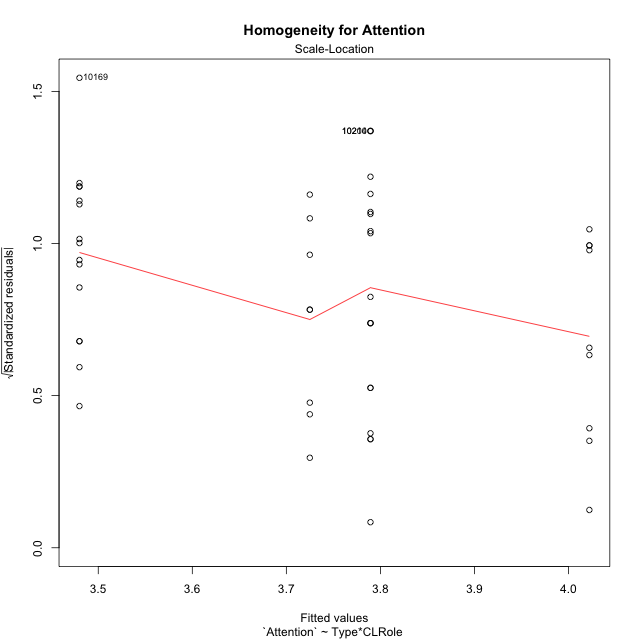 Homogeneity for Attention
Scale-Location
10169
1.5
1.0
0.5
0.0
√|Standardized residuals|
3.5 3.6 3.7 3.8 3.9 4.0
Fitted values
`Attention` ~ Type*CLRole